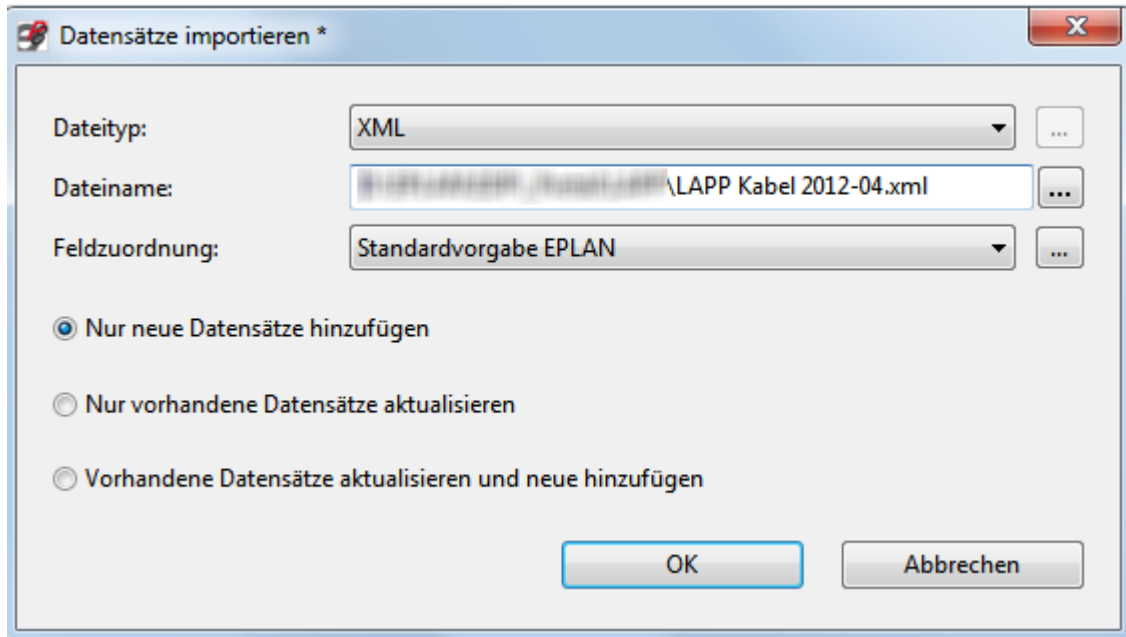 Datensätze importieren *
Dateityp: XML ...
Dateiname: \LAPP Kabel 2012-04.xml ...
Feldzuordnung: Standardvorgabe EPLAN ...
Nur neue Datensätze hinzufügen
Nur vorhandene Datensätze aktualisieren
Vorhandene Datensätze aktualisieren und neue hinzufügen
OK Abbrechen